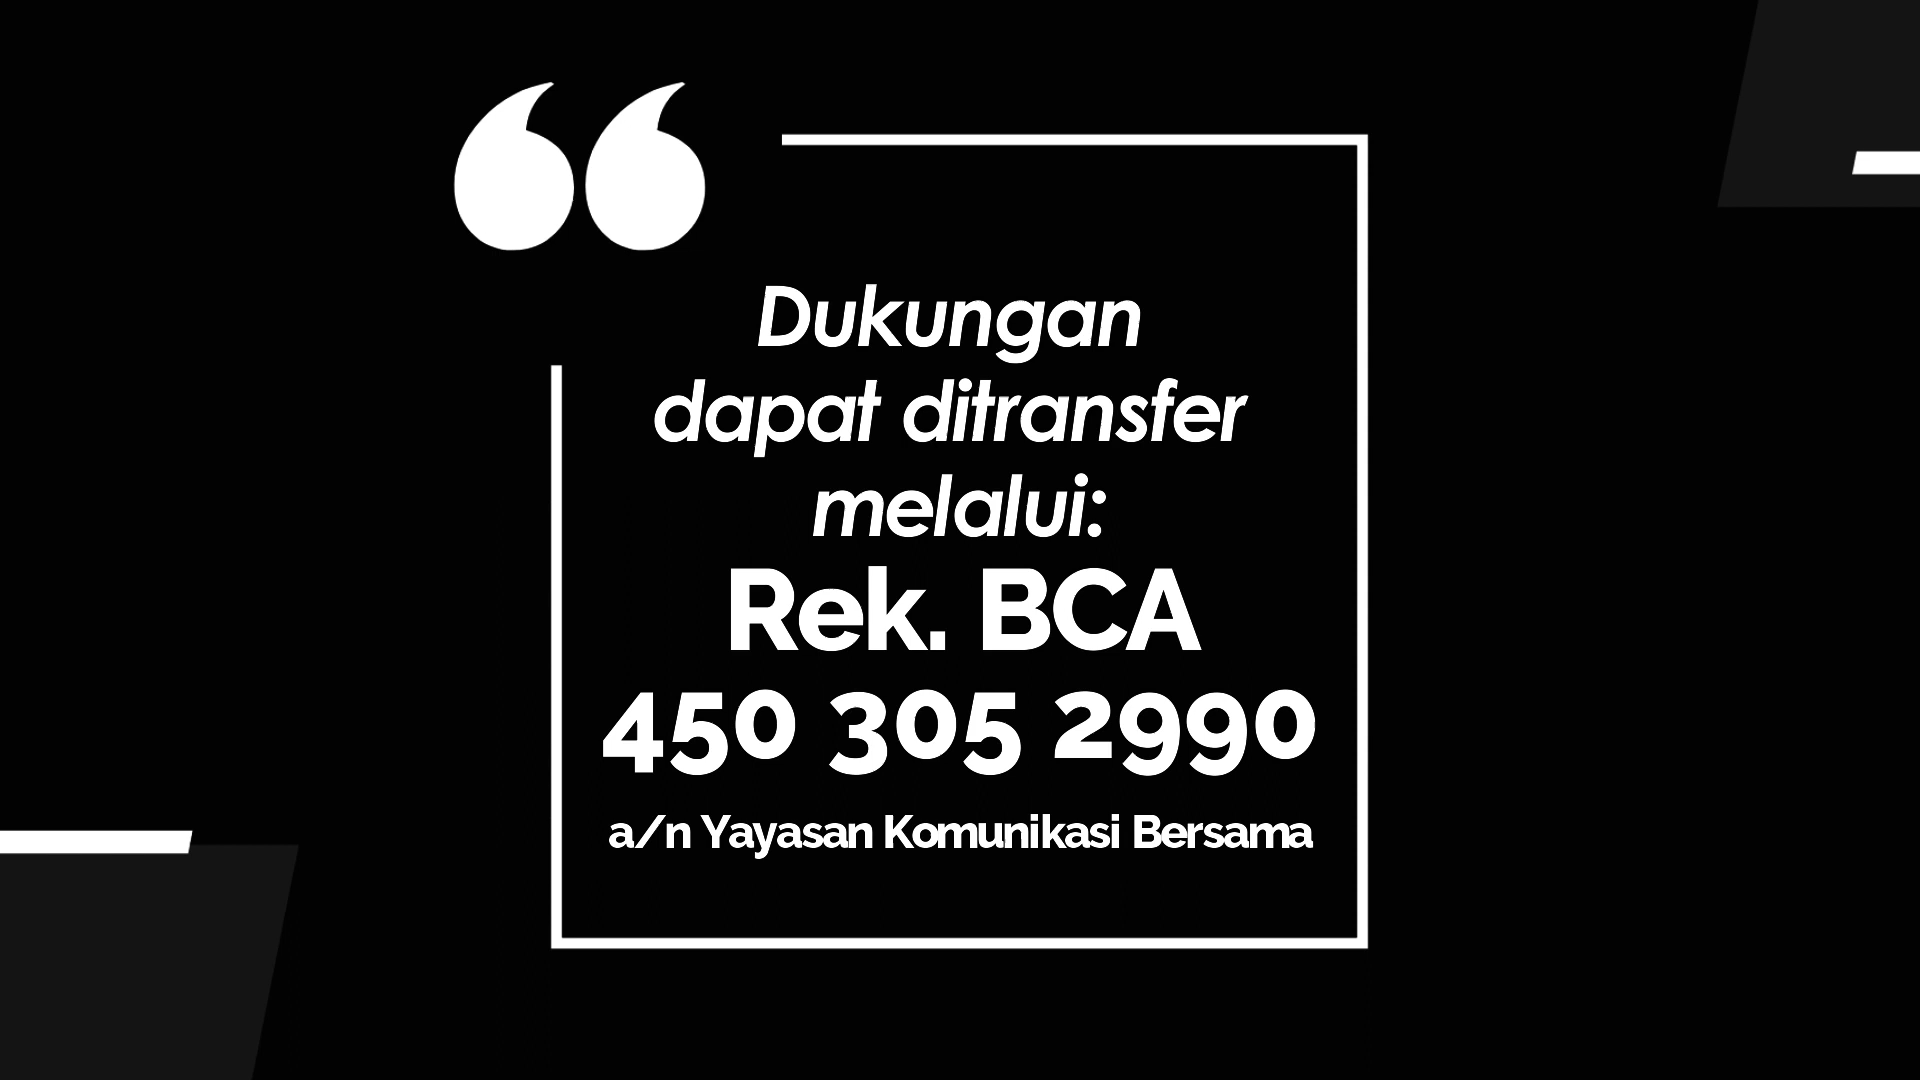 Dukungan
dapat ditransfer
melalui:
Rek. BCA
450 305 2990
a/n Yayasan Komunikasi Bersama